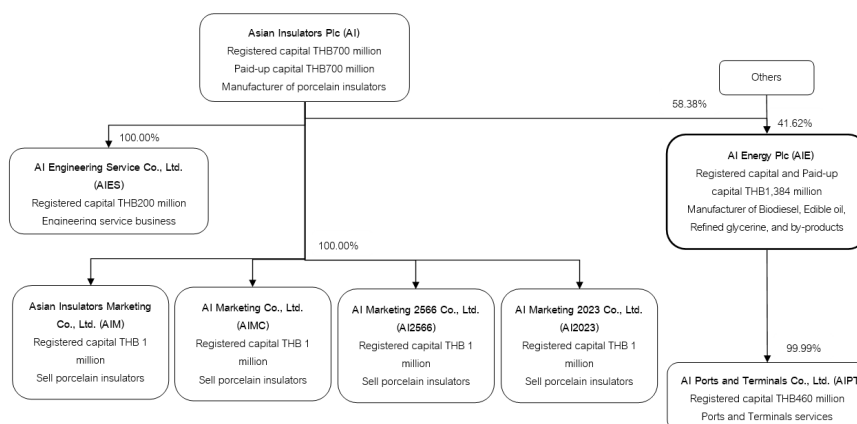 Asian Insulators Plc (AI)
Registered capital THB700 million
Paid-up capital THB700 million
Manufacturer of porcelain insulators
Others
58.38%
41.62%
100.00%
AI Engineering Service Co., Ltd.
(AIES)
Registered capital THB200 million
Engineering service business
AI Energy Plc (AIE)
Registered capital and Paid-up
capital THB1,384 million
Manufacturer of Biodiesel, Edible oil,
Refined glycerine, and by-products
100.00%
Asian Insulators Marketing
Co., Ltd. (AIM)
Registered capital THB 1
million
Sell porcelain insulators
AI Marketing Co., Ltd.
(AIMC)
Registered capital THB 1
million
Sell porcelain insulators
AI Marketing 2566 Co., Ltd.
(AI2566)
Registered capital THB 1
million
Sell porcelain insulators
AI Marketing 2023 Co., Ltd.
(AI2023)
Registered capital THB 1
million
Sell porcelain insulators
99.99%
AI Ports and Terminals Co., Ltd. (AIPT
Registered capital THB460 million
Ports and Terminals services